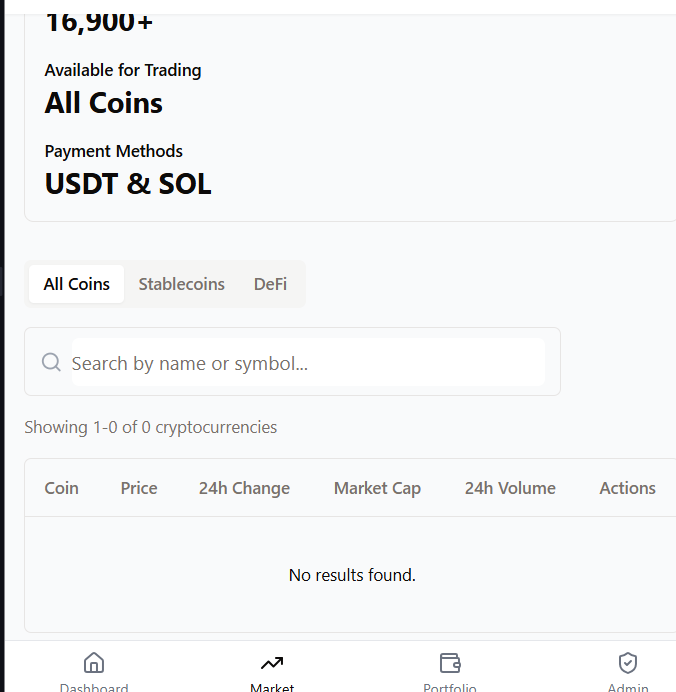 16,900+
Available for Trading
All Coins
Payment Methods
USDT & SOL
All Coins Stablecoins DeFi
Search by name or symbol...
Showing 1-0 of 0 cryptocurrencies
Coin Price 24h Change Market Cap 24h Volume Actions
No results found.
Dashboard Market Portfolio Admin